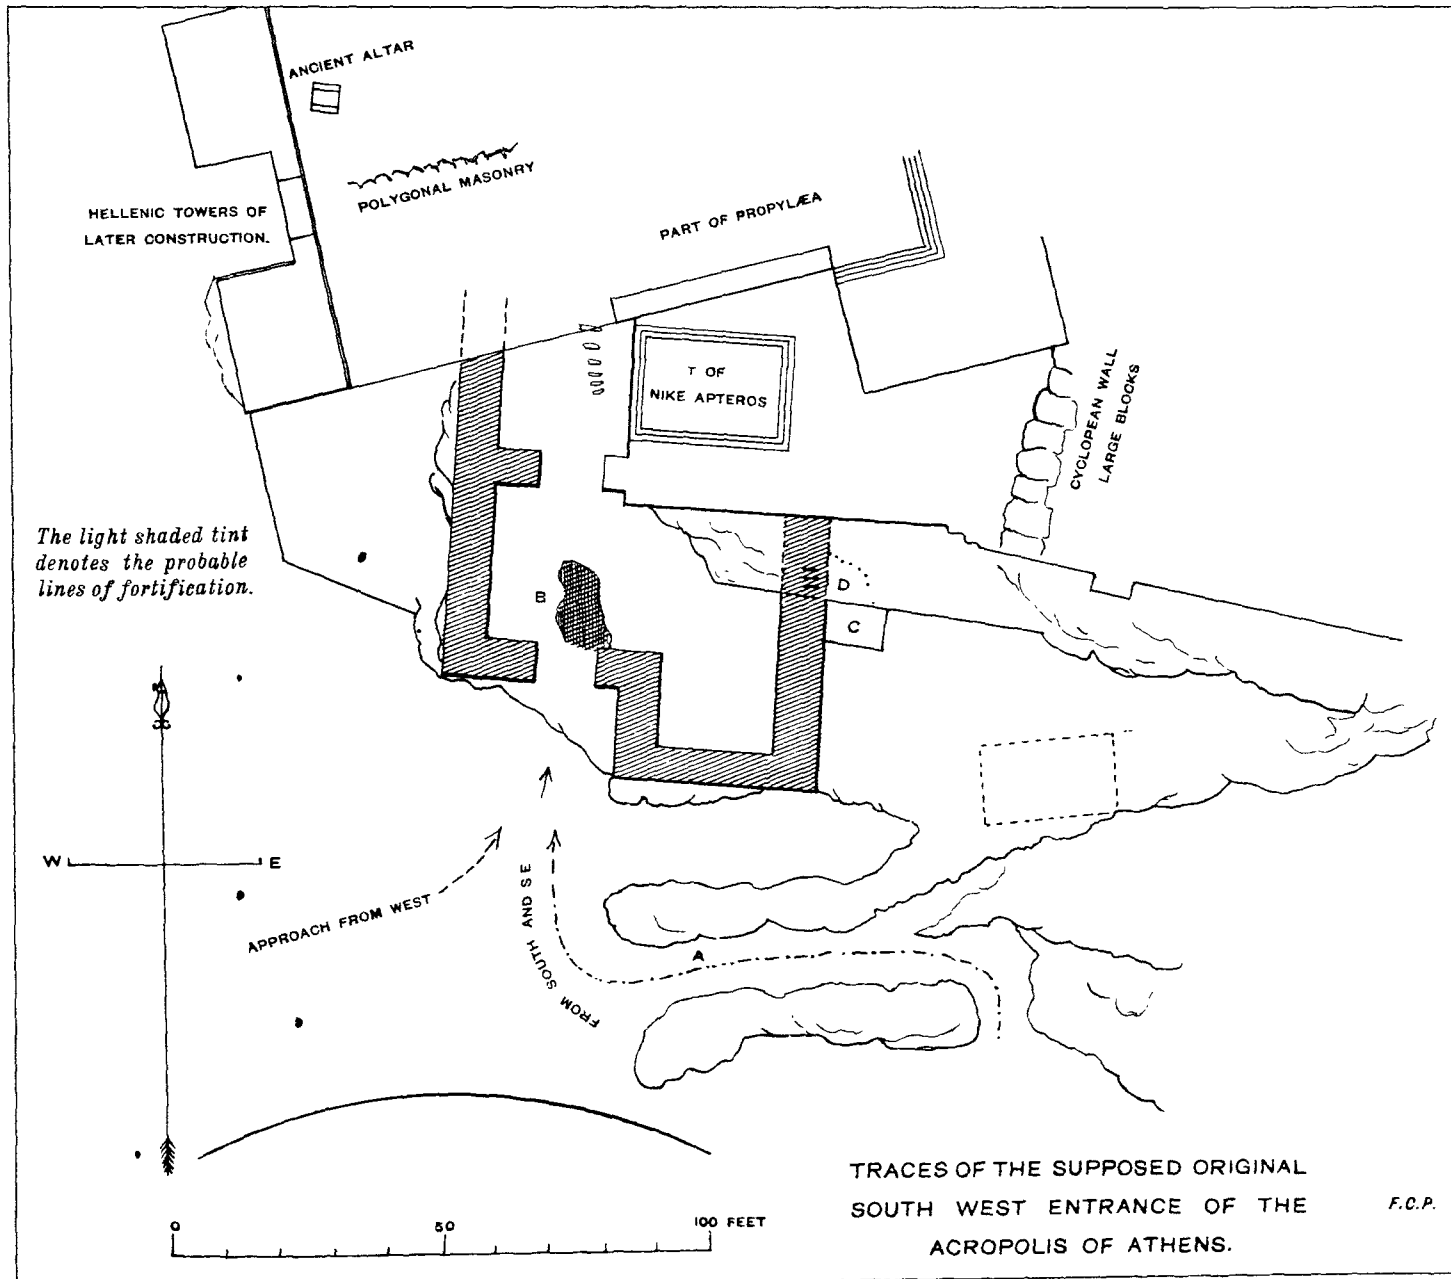 ANCIENT ALTAR
POLYGONAL MASONRY
HELLENIC TOWERS OF
LATER CONSTRUCTION.
PART OF PROPYLÆA
T OF
NIKE APTEROS
CYCLOPEAN WALL
LARGE BLOCKS
The light shaded tint
denotes the probable
lines of fortification.
B
D
C
W
E
APPROACH FROM WEST
FROM SOUTH AND SE
A
0
50
100 FEET
TRACES OF THE SUPPOSED ORIGINAL
SOUTH WEST ENTRANCE OF THE
ACROPOLIS OF ATHENS.
F.C.P.